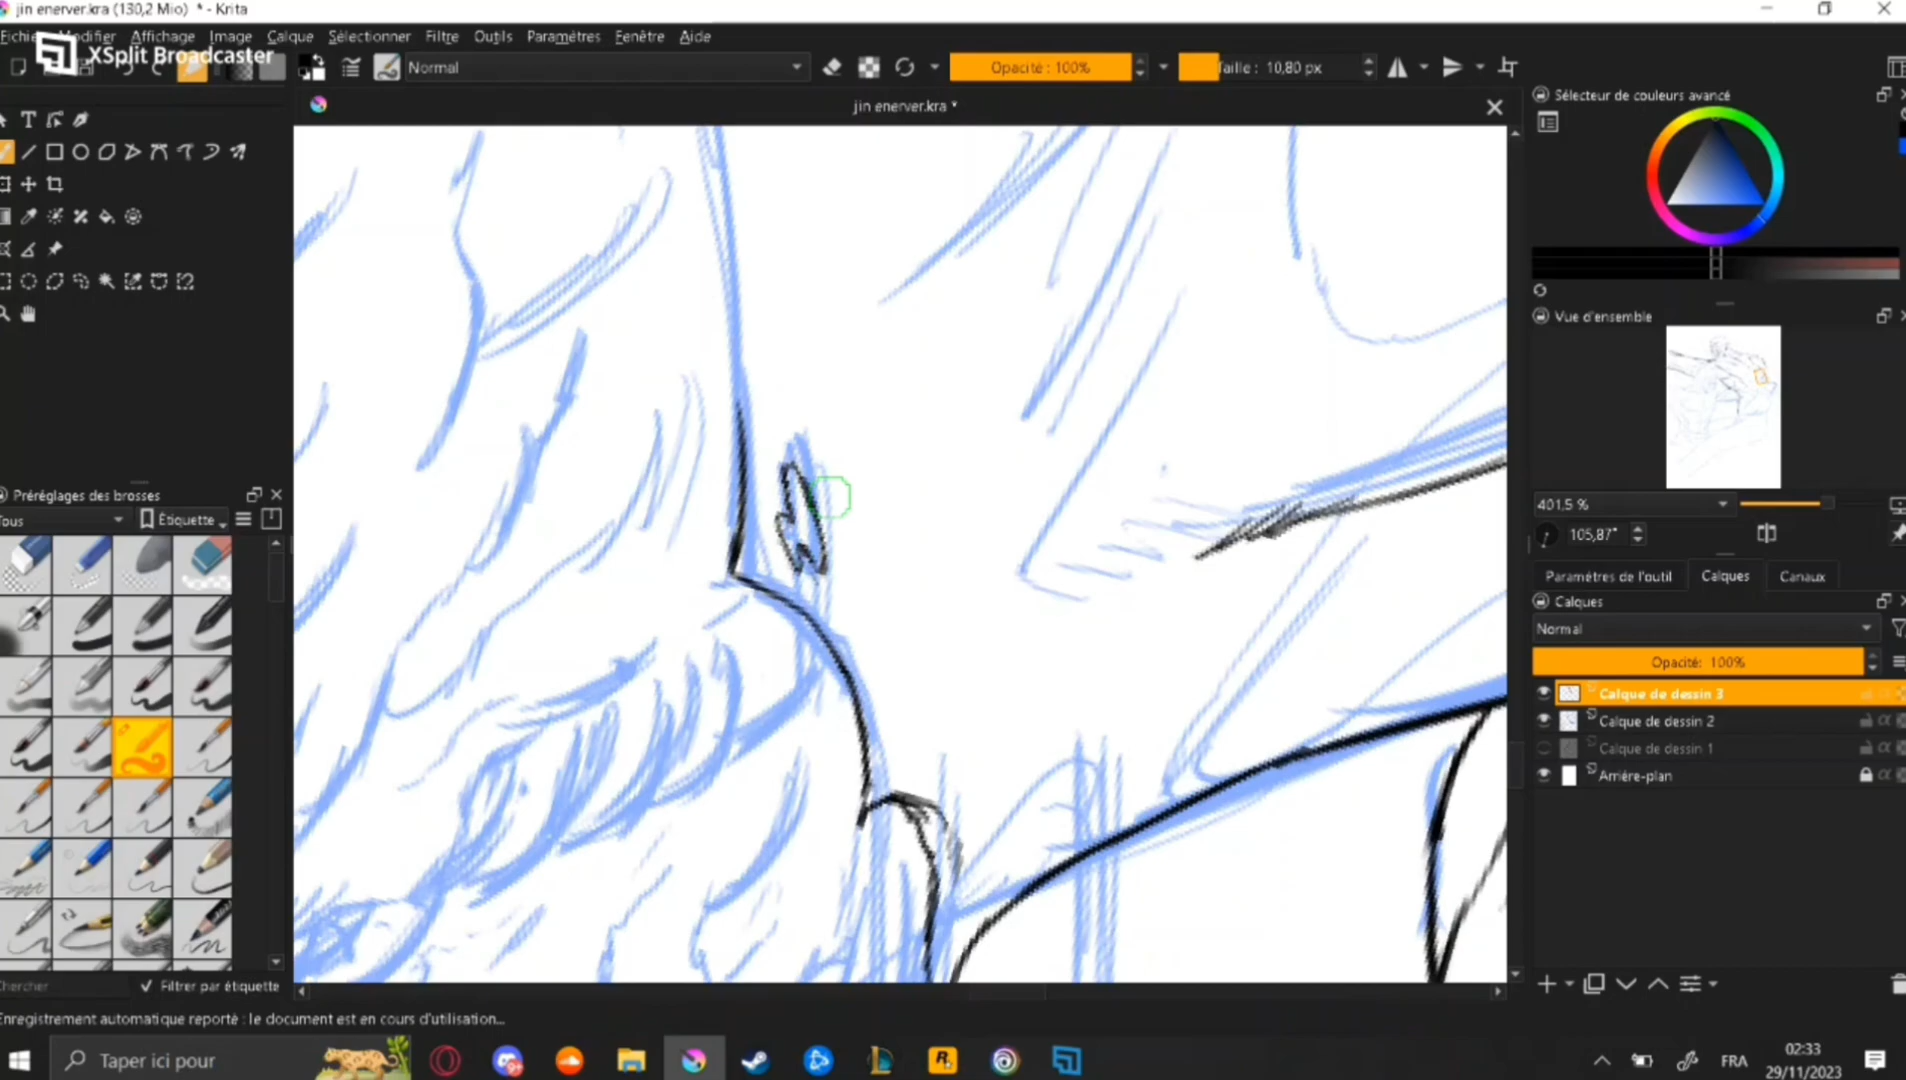 jin enerver.kra (130,2 Mio) * - Krita
Fichie Modifier Affichage Image Calque Sélectionner Filtre Outils Paramètres Fenêtre Aide
XSplit Broadcaster
Normal
Opacité : 100%
Taille : 10,80 px
jin enerver.kra *
Sélecteur de couleurs avancé
Vue d'ensemble
401,5 %
105,87°
Préréglages des brosses
Tous
Étiquette
Paramètres de l'outil Calques Canaux
Calques
Normal
Opacité: 100%
Calque de dessin 3
Calque de dessin 2
Calque de dessin 1
Arrière-plan
Chercher
Filtrer par étiquette
Enregistrement automatique reporté : le document est en cours d'utilisation...
Taper ici pour
FRA
02:33
29/11/2023